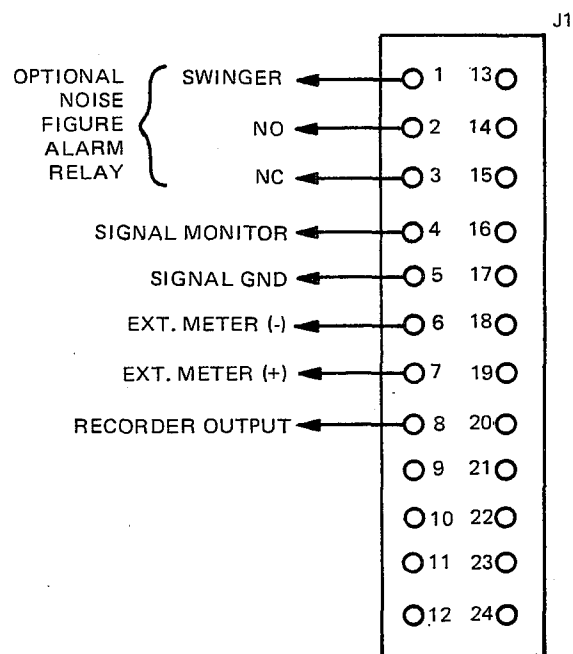 J1
OPTIONAL
NOISE
FIGURE
ALARM
RELAY
SWINGER 1 13
NO 2 14
NC 3 15
SIGNAL MONITOR 4 16
SIGNAL GND 5 17
EXT. METER (-) 6 18
EXT. METER (+) 7 19
RECORDER OUTPUT 8 20
9 21
10 22
11 23
12 24